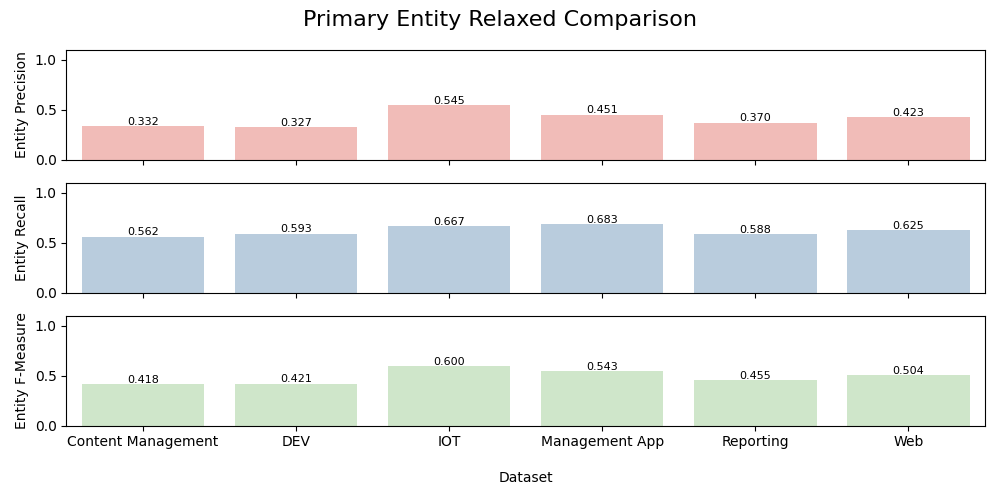 Primary Entity Relaxed Comparison
Entity Precision
1.0
0.5
0.0
0.332
0.327
0.545
0.451
0.370
0.423
Entity Recall
1.0
0.5
0.0
0.562
0.593
0.667
0.683
0.588
0.625
Entity F-Measure
1.0
0.5
0.0
0.418
0.421
0.600
0.543
0.455
0.504
Content Management
DEV
IOT
Management App
Reporting
Web
Dataset